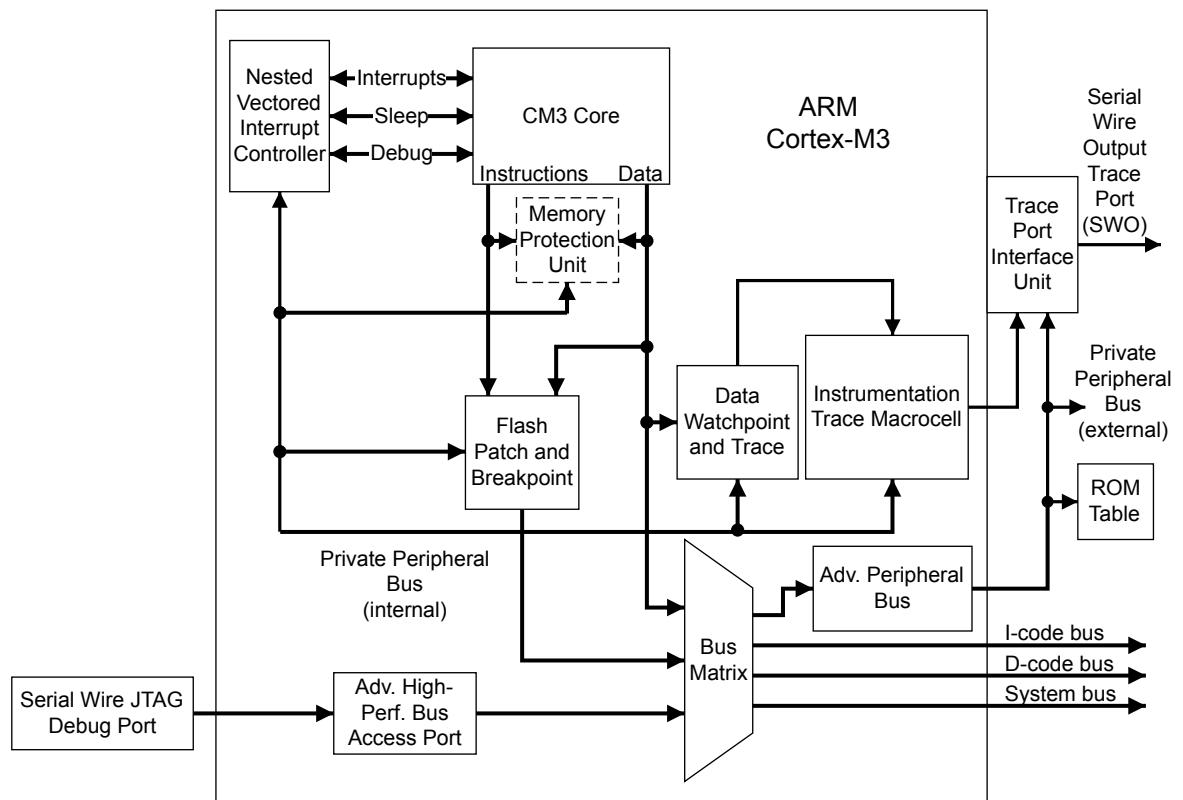 Nested
Vectored
Interrupt
Controller
Interrupts
Sleep
Debug
CM3 Core
Instructions
Data
ARM
Cortex-M3
Memory
Protection
Unit
Trace
Port
Interface
Unit
Serial
Wire
Output
Trace
Port
(SWO)
Flash
Patch and
Breakpoint
Data
Watchpoint
and Trace
Instrumentation
Trace Macrocell
Private
Peripheral
Bus
(external)
ROM
Table
Private Peripheral
Bus
(internal)
Adv. Peripheral
Bus
Bus
Matrix
I-code bus
D-code bus
System bus
Serial Wire JTAG
Debug Port
Adv. High-
Perf. Bus
Access Port